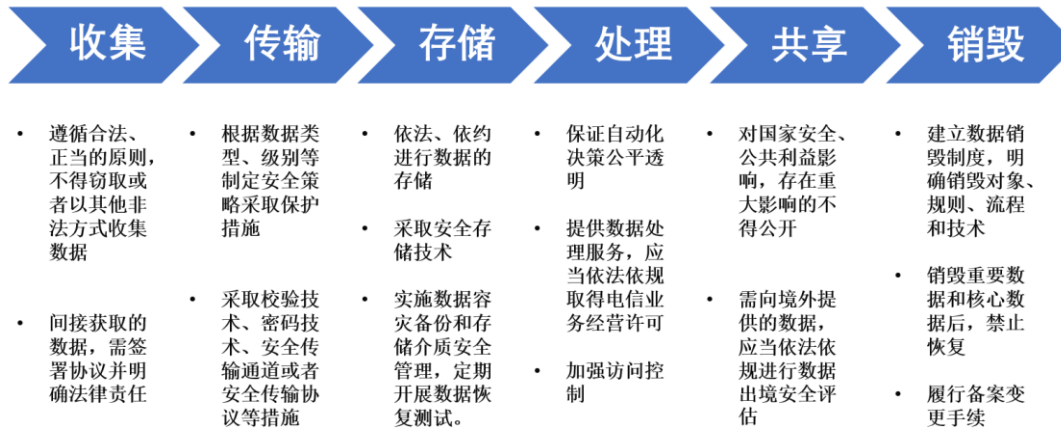 收集
传输
存储
处理
共享
销毁
• 遵循合法、
正当的原则，
不得窃取或
者以其他非
法方式收集
数据
• 间接获取的
数据，需签
署协议并明
确法律责任
• 根据数据类
型、级别等
制定安全策
略采取保护
措施
• 采取校验技
术、密码技
术、安全传
输通道或者
安全传输协
议等措施
• 依法、依约
进行数据的
存储
• 采取安全存
储技术
• 实施数据容
灾备份和存
储介质安全
管理，定期
开展数据恢
复测试。
• 保证自动化
决策公平透
明
• 提供数据处
理服务，应
当依法依规
取得电信业
务经营许可
• 加强访问控
制
• 对国家安全、
公共利益影
响，存在重
大影响的不
得公开
• 需向境外提
供的数据，
应当依法依
规进行数据
出境安全评
估
• 建立数据销
毁制度，明
确销毁对象、
规则、流程
和技术
• 销毁重要数
据和核心数
据后，禁止
恢复
• 履行备案变
更手续